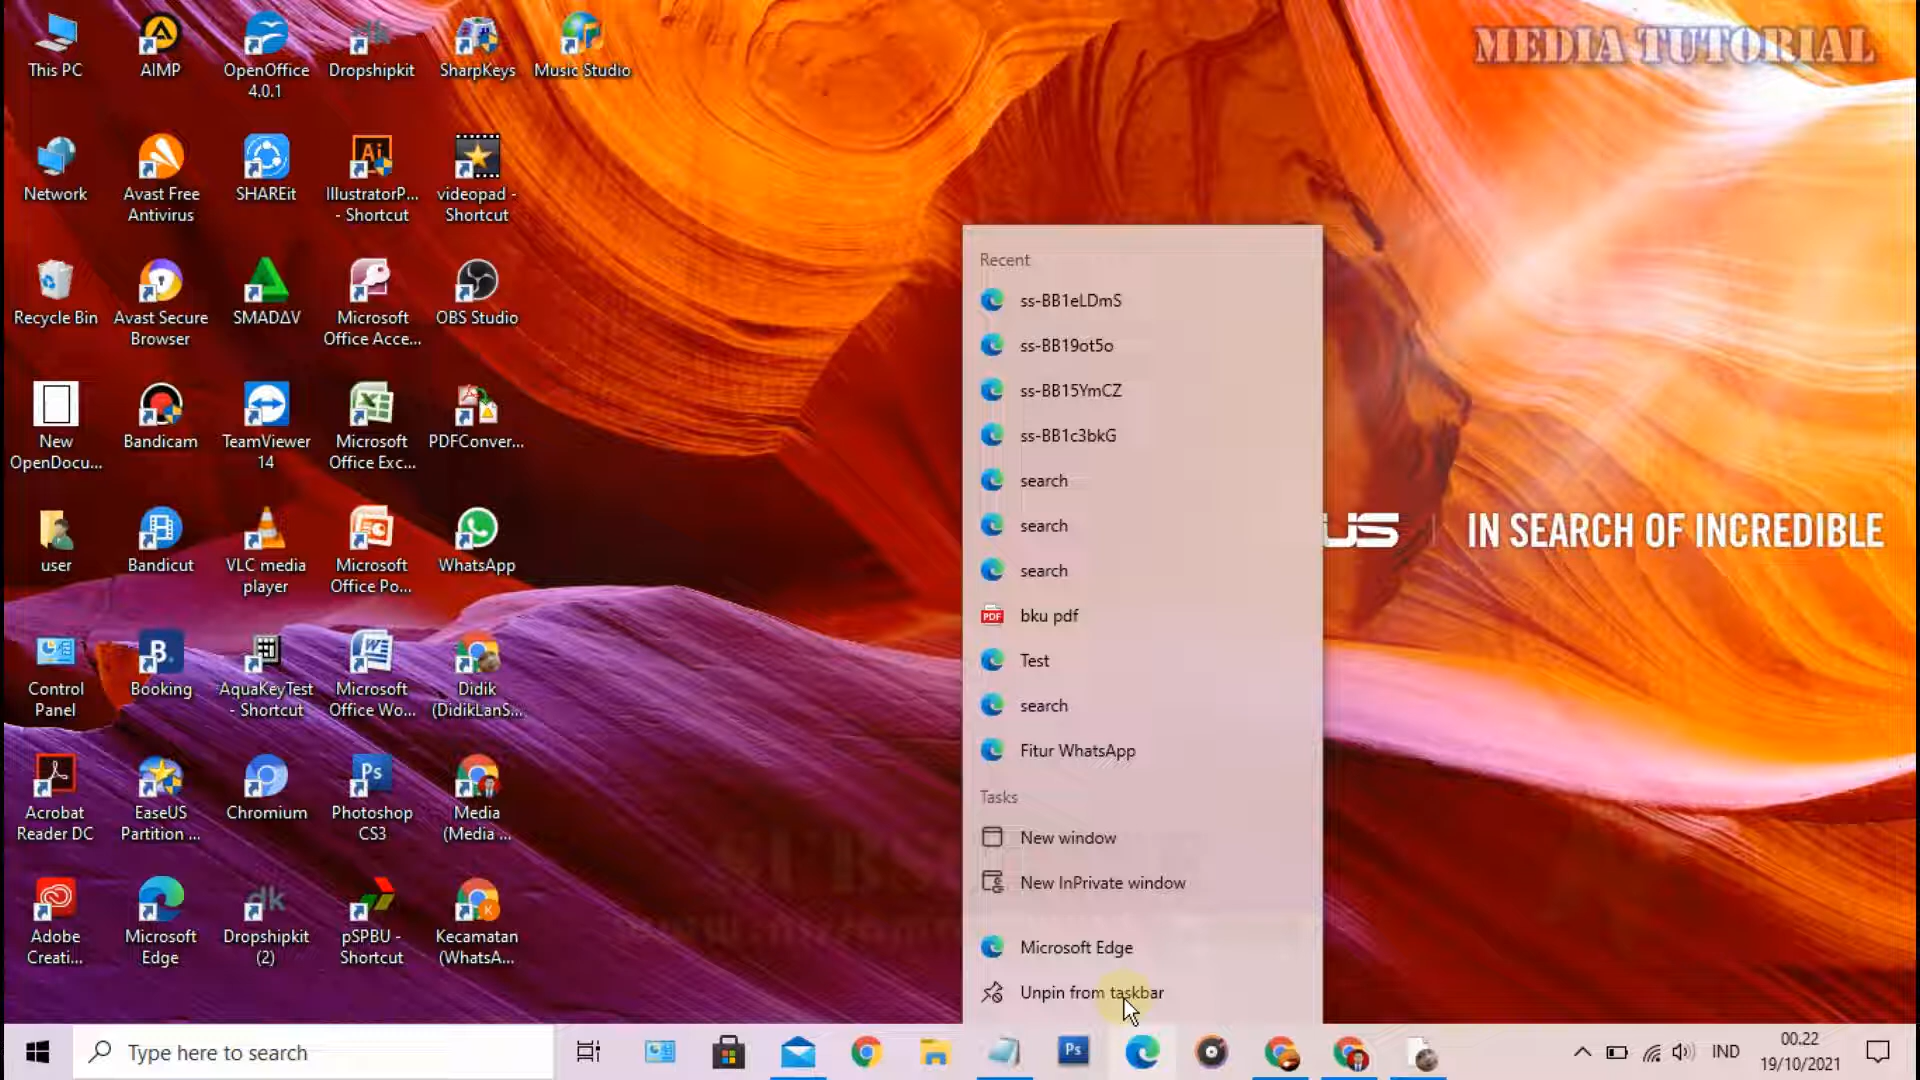 MEDIA TUTORIAL
This PC
AIMP
OpenOffice
4.0.1
Dropshipkit
SharpKeys
Music Studio
Network
Avast Free
Antivirus
SHAREit
IllustratorP...
- Shortcut
videopad -
Shortcut
Recycle Bin
Avast Secure
Browser
SMADΔV
Microsoft
Office Acce...
OBS Studio
New
OpenDocu...
Bandicam
TeamViewer
14
Microsoft
Office Exc...
PDFConver...
user
Bandicut
VLC media
player
Microsoft
Office Po...
WhatsApp
Control
Panel
Booking
AquaKeyTest
- Shortcut
Microsoft
Office Wo...
Didik
(DidikLanS...
Acrobat
Reader DC
EaseUS
Partition ...
Chromium
Photoshop
CS3
Media
(Media ...
Adobe
Creati...
Microsoft
Edge
Dropshipkit
(2)
pSPBU -
Shortcut
Kecamatan
(WhatsA...
Recent
ss-BB1eLDmS
ss-BB19ot5o
ss-BB15YmCZ
ss-BB1c3bkG
search
search
search
PDF bku pdf
Test
search
Fitur WhatsApp
Tasks
New window
New InPrivate window
Microsoft Edge
Unpin from taskbar
IN SEARCH OF INCREDIBLE
Type here to search
Ps
IND
00.22
19/10/2021